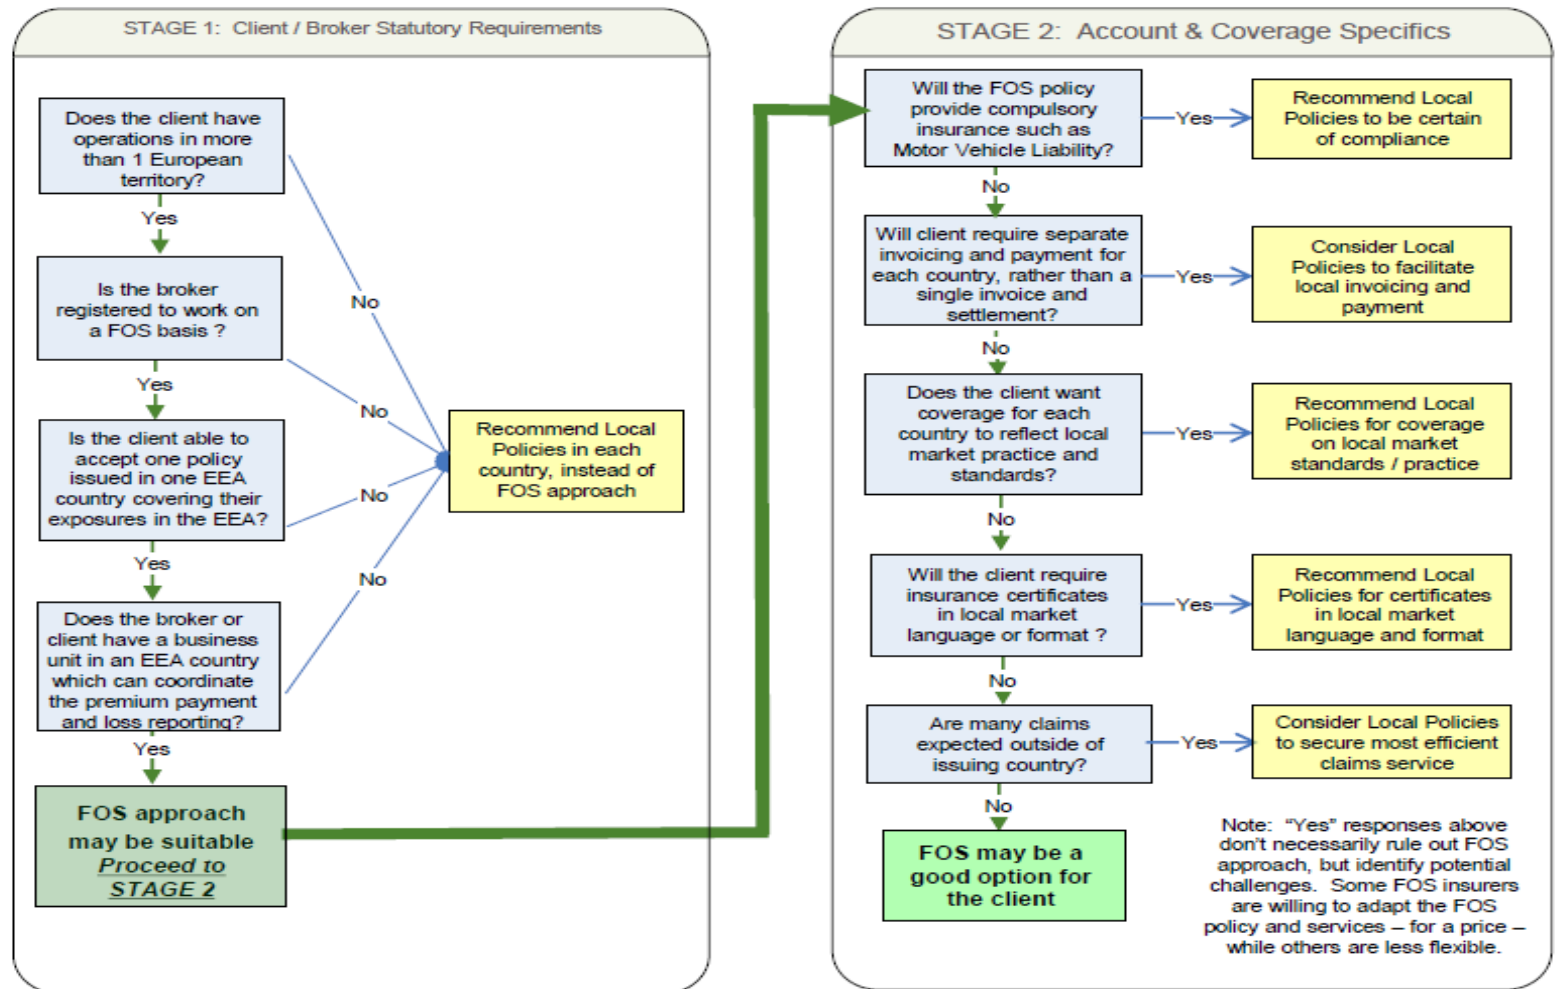 STAGE 1: Client / Broker Statutory Requirements
Does the client have
operations in more
than 1 European
territory?
Yes
No
Is the broker
registered to work on
a FOS basis ?
Yes
No
Is the client able to
accept one policy
issued in one EEA
country covering their
exposures in the EEA?
Yes
No
Does the broker or
client have a business
unit in an EEA country
which can coordinate
the premium payment
and loss reporting?
Yes
No
Recommend Local
Policies in each
country, instead of
FOS approach
FOS approach
may be suitable
Proceed to
STAGE 2
STAGE 2: Account & Coverage Specifics
Will the FOS policy
provide compulsory
insurance such as
Motor Vehicle Liability?
Yes
Recommend Local
Policies to be certain
of compliance
No
Will client require separate
invoicing and payment for
each country, rather than a
single invoice and
settlement?
Yes
Consider Local
Policies to facilitate
local invoicing and
payment
No
Does the client want
coverage for each
country to reflect local
market practice and
standards?
Yes
Recommend Local
Policies for coverage
on local market
standards / practice
No
Will the client require
insurance certificates
in local market
language or format ?
Yes
Recommend Local
Policies for certificates
in local market
language and format
No
Are many claims
expected outside of
issuing country?
Yes
Consider Local Policies
to secure most efficient
claims service
No
FOS may be a
good option for
the client
Note: “Yes” responses above
don’t necessarily rule out FOS
approach, but identify potential
challenges. Some FOS insurers
are willing to adapt the FOS
policy and services – for a price –
while others are less flexible.